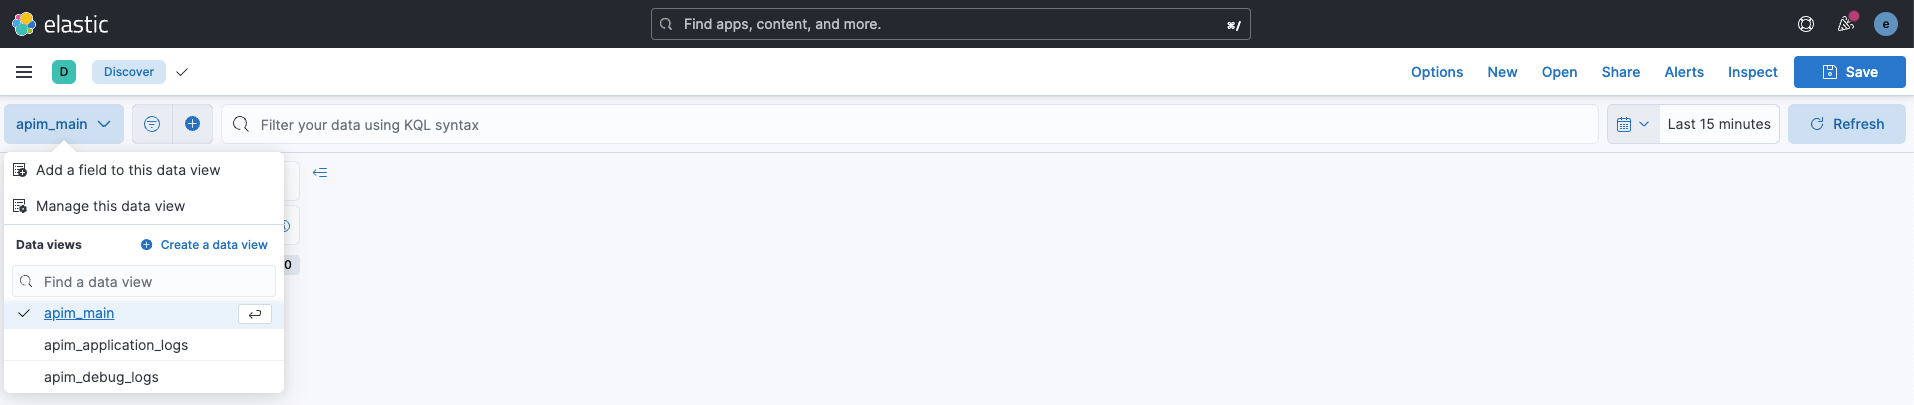 elastic
Find apps, content, and more.
⌘/
e
D
Discover
Options
New
Open
Share
Alerts
Inspect
Save
apim_main
Filter your data using KQL syntax
Last 15 minutes
Refresh
Add a field to this data view
Manage this data view
Data views
Create a data view
0
Find a data view
apim_main
apim_application_logs
apim_debug_logs